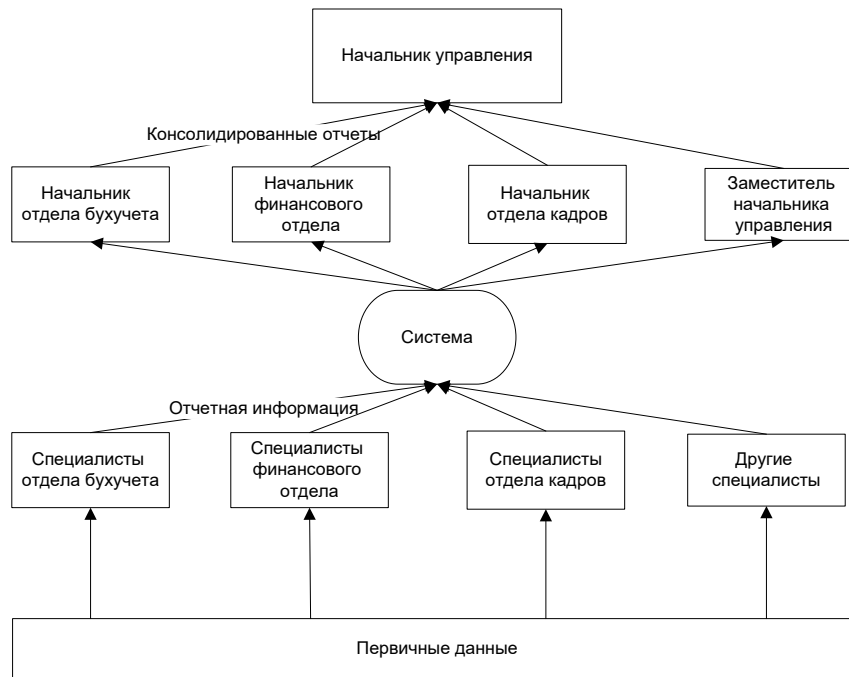 Начальник управления
Консолидированные отчеты
Начальник
отдела бухучета
Начальник
финансового
отдела
Начальник
отдела кадров
Заместитель
начальника
управления
Система
Отчетная информация
Специалисты
отдела бухучета
Специалисты
финансового
отдела
Специалисты
отдела кадров
Другие
специалисты
Первичные данные